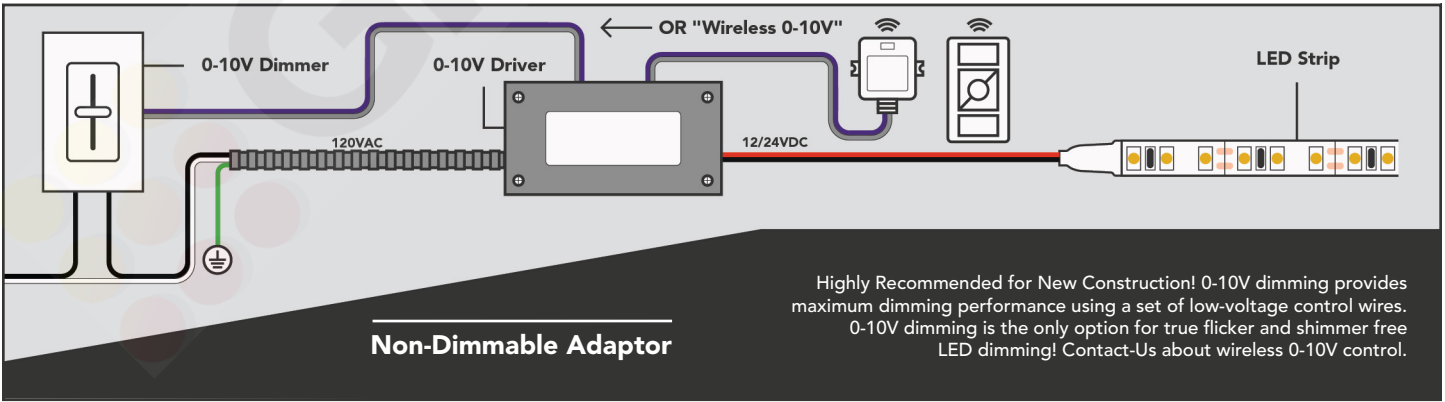 OR "Wireless 0-10V"
0-10V Dimmer
0-10V Driver
LED Strip
120VAC
12/24VDC
Highly Recommended for New Construction! 0-10V dimming provides
maximum dimming performance using a set of low-voltage control wires.
0-10V dimming is the only option for true flicker and shimmer free
LED dimming! Contact-Us about wireless 0-10V control.
Non-Dimmable Adaptor